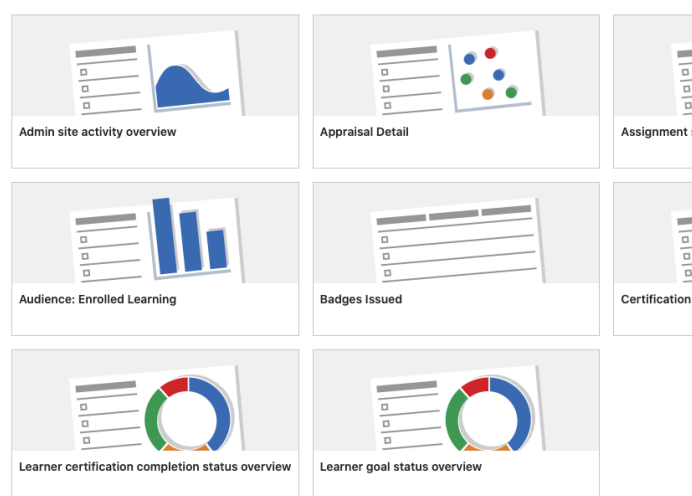 Admin site activity overview
Appraisal Detail
Assignment
Audience: Enrolled Learning
Badges Issued
Certification
Learner certification completion status overview
Learner goal status overview